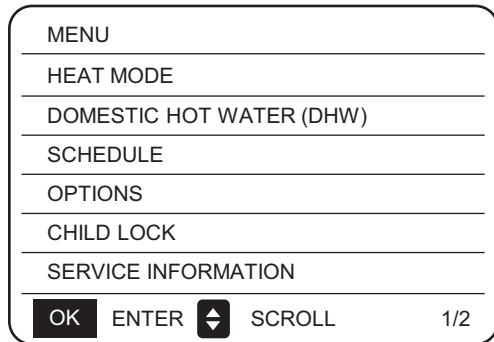 MENU
HEAT MODE
DOMESTIC HOT WATER (DHW)
SCHEDULE
OPTIONS
CHILD LOCK
SERVICE INFORMATION
OK ENTER SCROLL 1/2